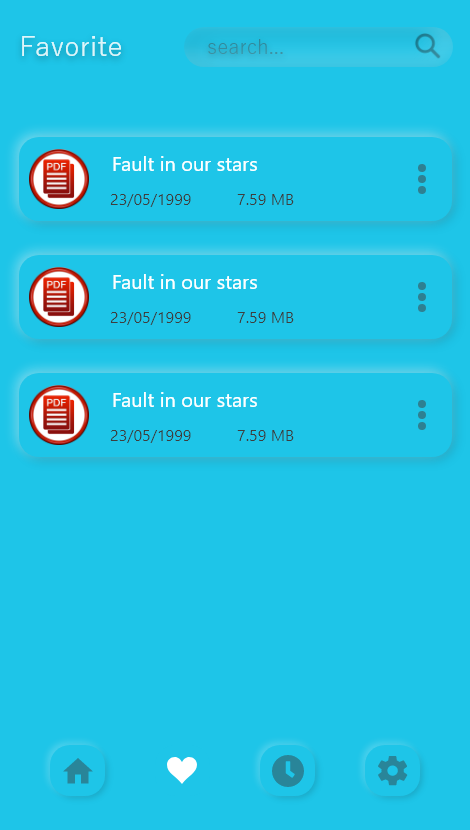 Favorite
search...
PDF
Fault in our stars
23/05/1999 7.59 MB
PDF
Fault in our stars
23/05/1999 7.59 MB
PDF
Fault in our stars
23/05/1999 7.59 MB